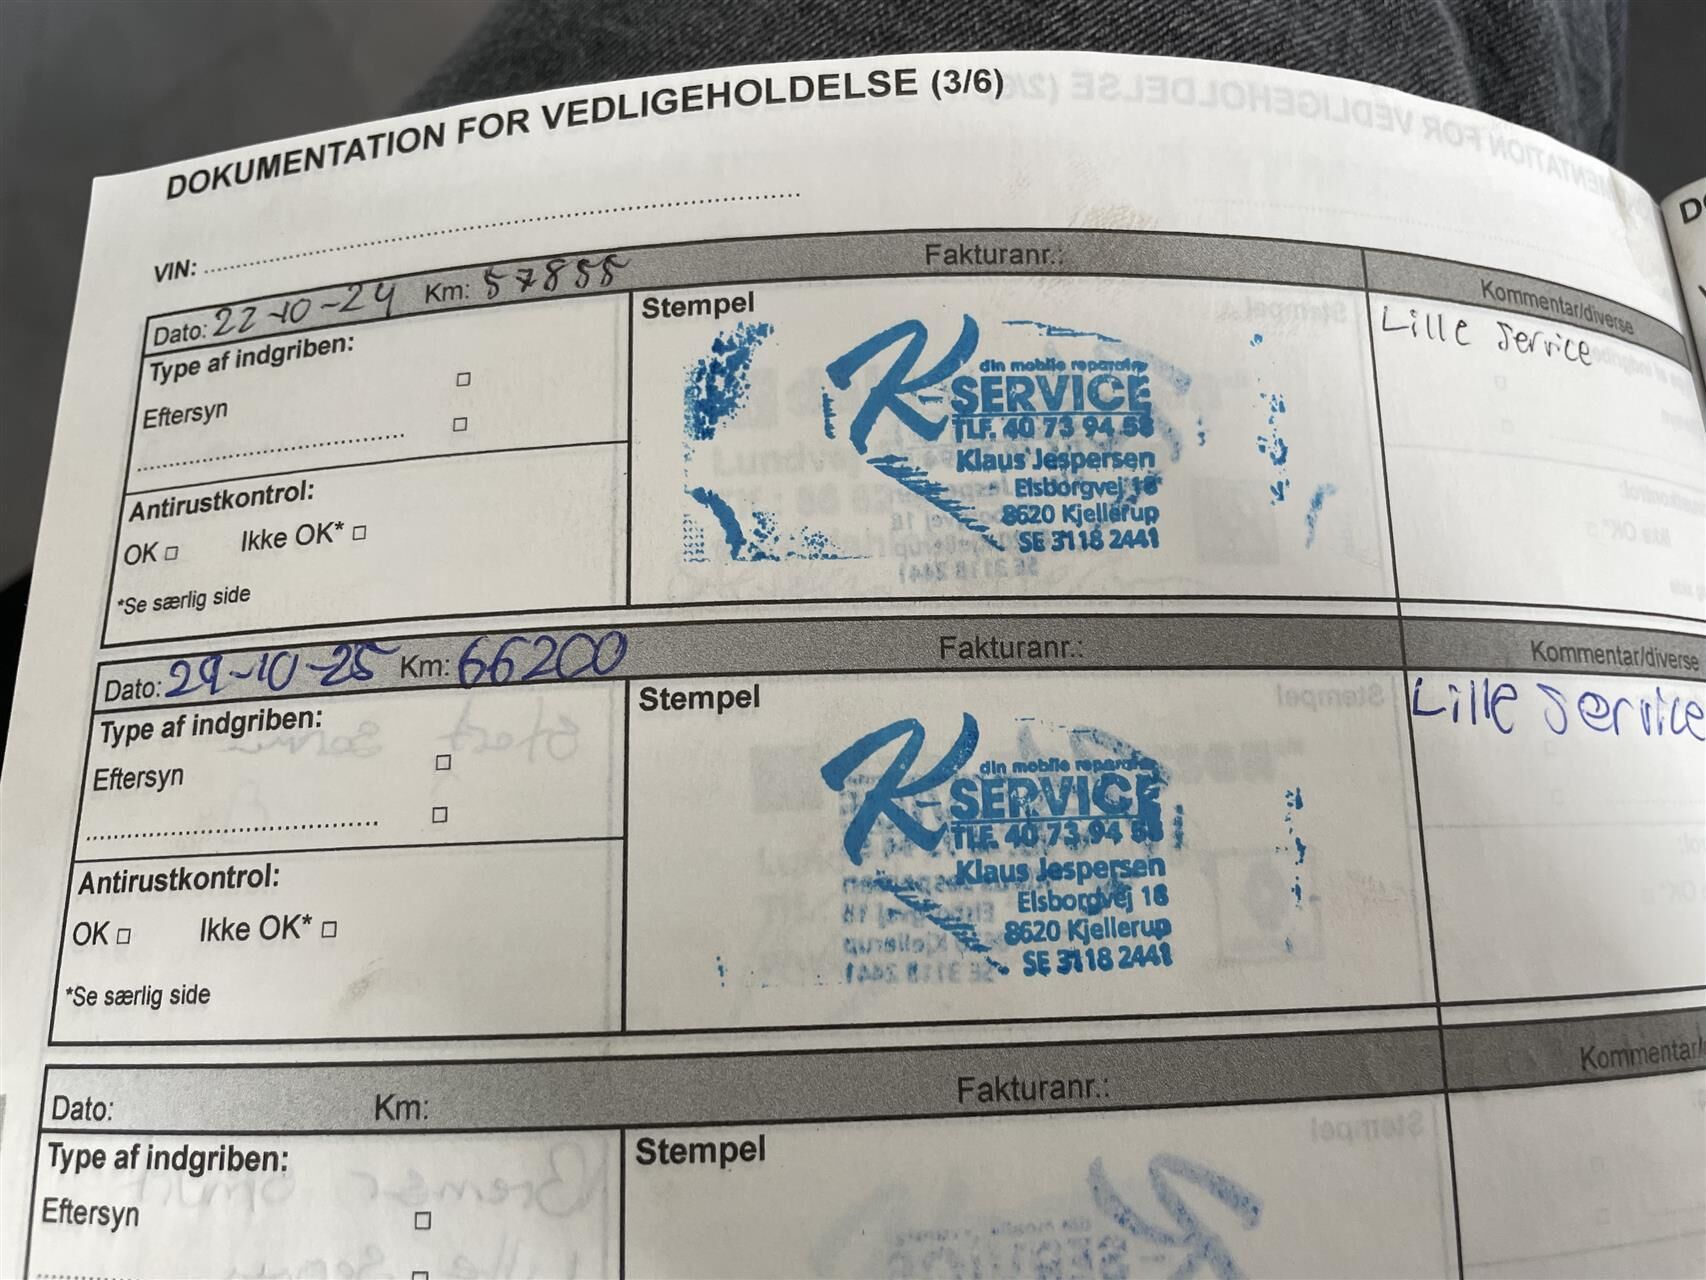 DOKUMENTATION FOR VEDLIGEHOLDELSE (3/6)
VIN:
Dato: 22-10-24 Km: 57855 Fakturanr.: Kommentar/diverse
Type af indgriben:
Eftersyn
Antirustkontrol:
OK Ikke OK*
*Se særlig side
Stempel
din mobile reparatør
K-SERVICE
TLF. 40 73 94 58
Klaus Jespersen
Elsborgvej 18
8620 Kjellerup
SE 3118 2441
Lille service
Dato: 29-10-25 Km: 66200 Fakturanr.: Kommentar/diverse
Type af indgriben:
Eftersyn
Antirustkontrol:
OK Ikke OK*
*Se særlig side
Stempel
din mobile reparatør
K-SERVICE
TLF. 40 73 94 58
Klaus Jespersen
Elsborgvej 18
8620 Kjellerup
SE 3118 2441
Lille service
Dato: Km: Fakturanr.: Kommentar/
Type af indgriben:
Eftersyn
Stempel